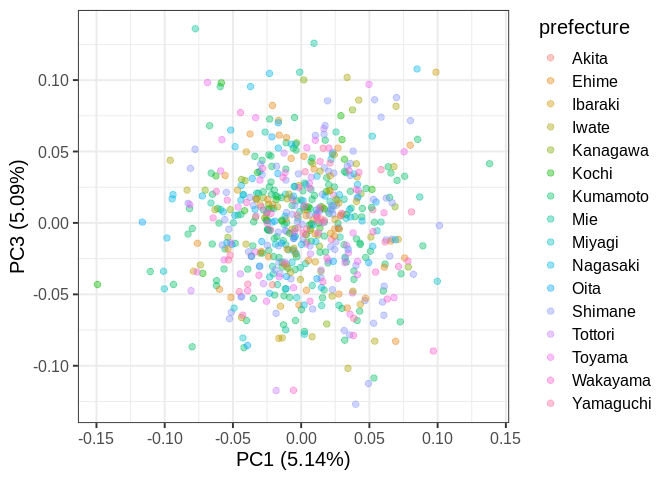 prefecture
Akita
Ehime
Ibaraki
Iwate
Kanagawa
Kochi
Kumamoto
Mie
Miyagi
Nagasaki
Oita
Shimane
Tottori
Toyama
Wakayama
Yamaguchi
PC3 (5.09%)
0.10
0.05
0.00
-0.05
-0.10
-0.15 -0.10 -0.05 0.00 0.05 0.10 0.15
PC1 (5.14%)